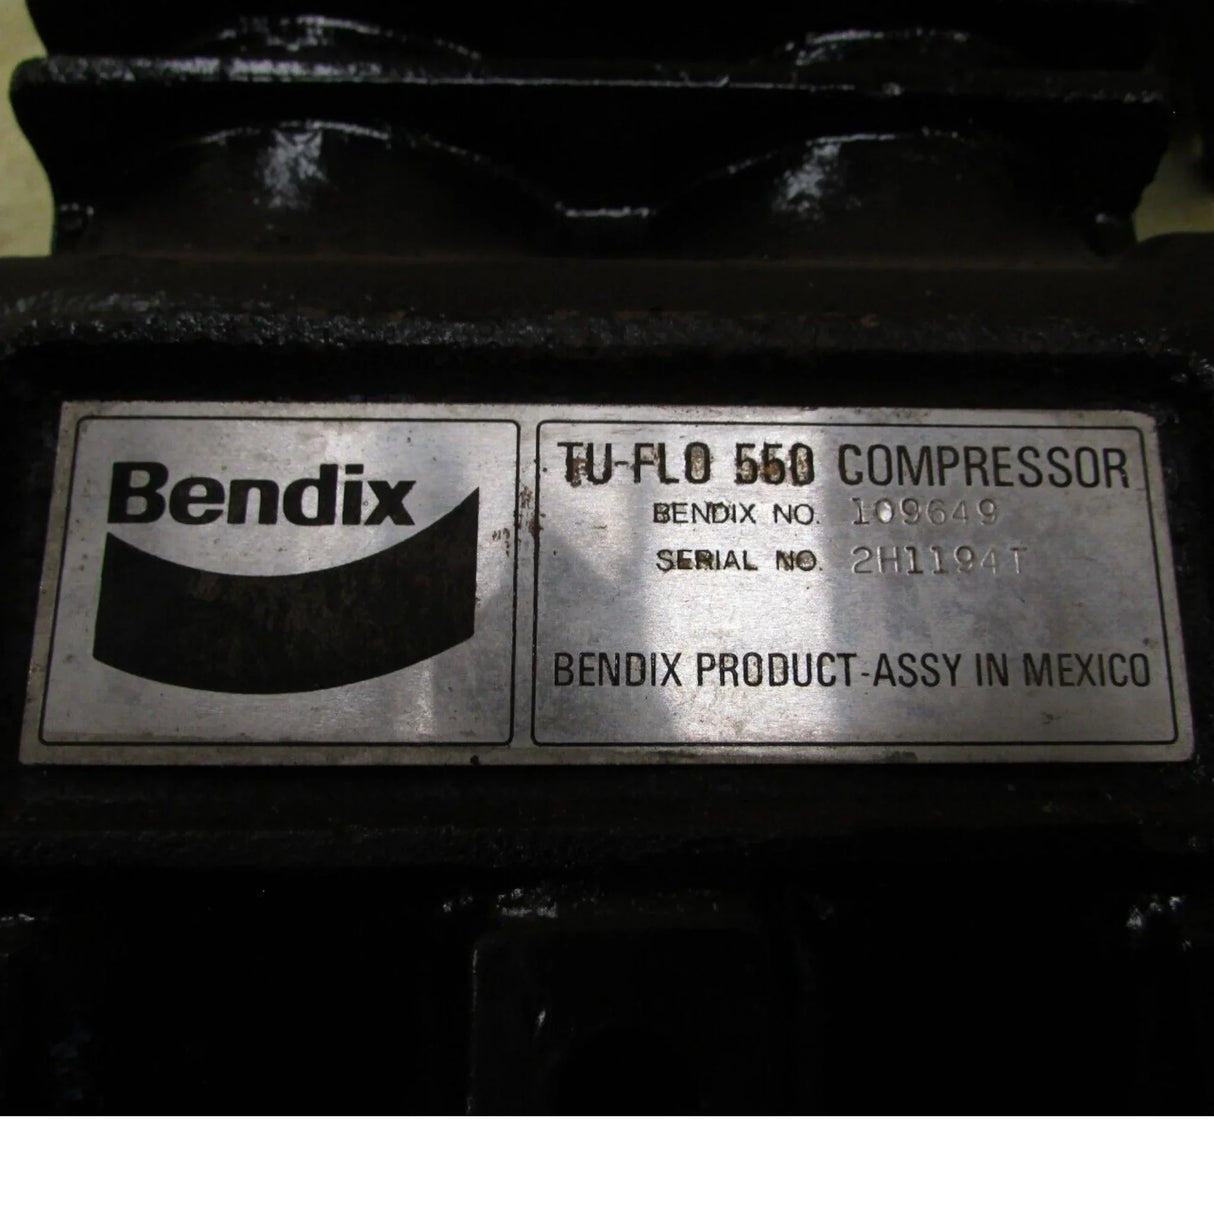 Bendix
TU-FLO 550 COMPRESSOR
BENDIX NO. 109649
SERIAL NO. 2H1194T
BENDIX PRODUCT-ASSY IN MEXICO